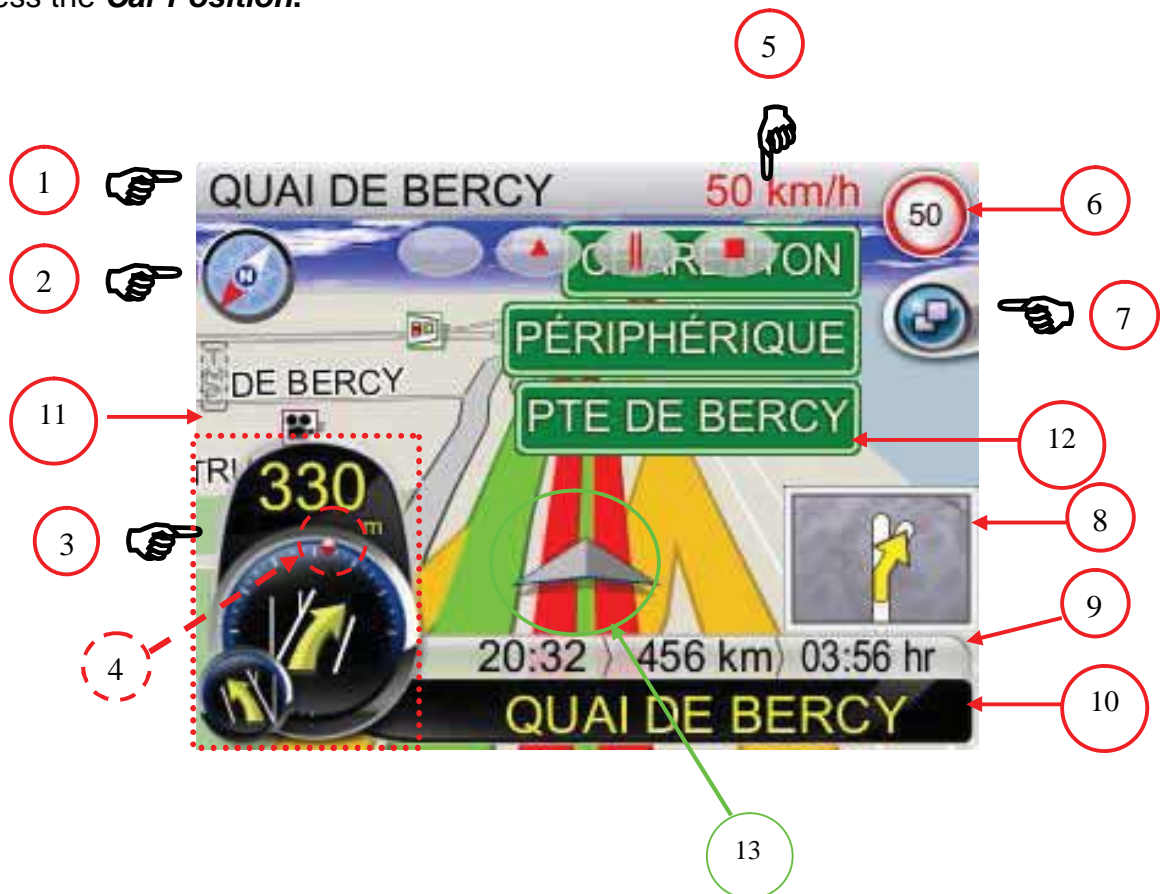 ess the Car Position.
5
1
QUAI DE BERCY 50 km/h
50
6
2
N
YON
7
PÉRIPHÉRIQUE
DE BERCY
11
PTE DE BERCY
12
330
m
3
8
9
4
20:32 456 km 03:56 hr
QUAI DE BERCY
10
13